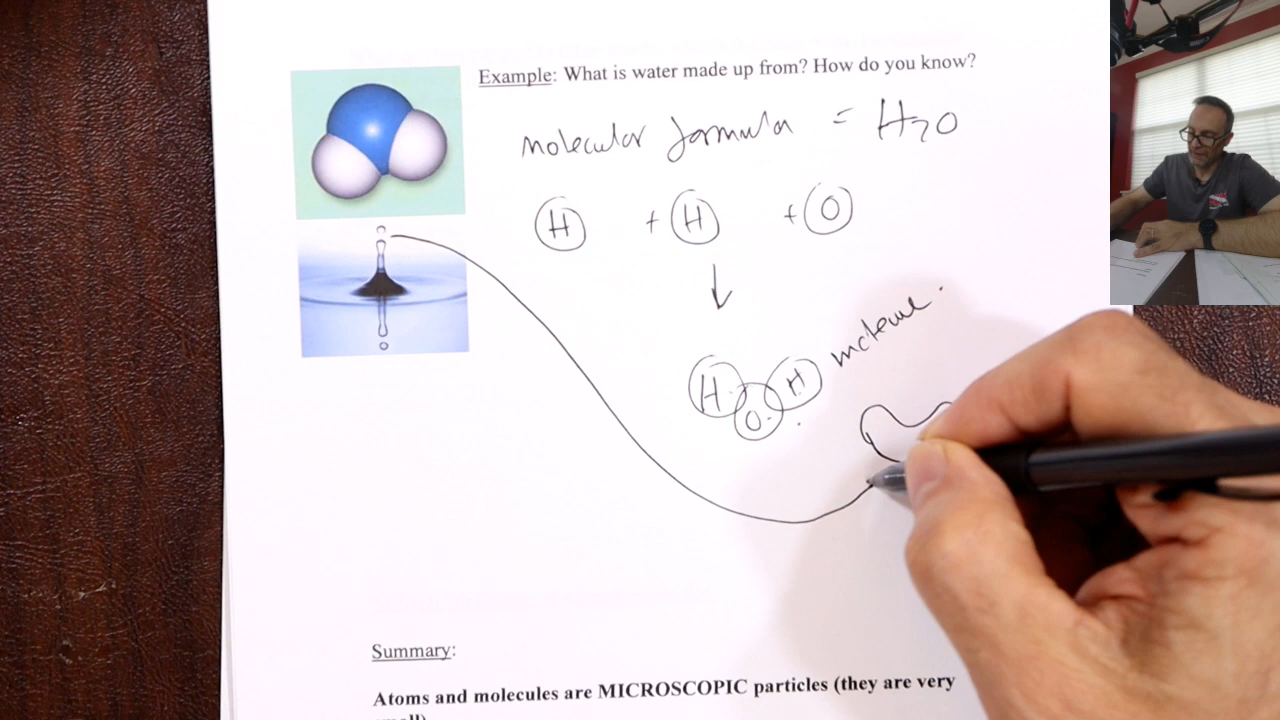 Example: What is water made up from? How do you know?
molecular formula = H2O
H + H + O
↓
H O H molecule.
Summary:
Atoms and molecules are MICROSCOPIC particles (they are very
small)